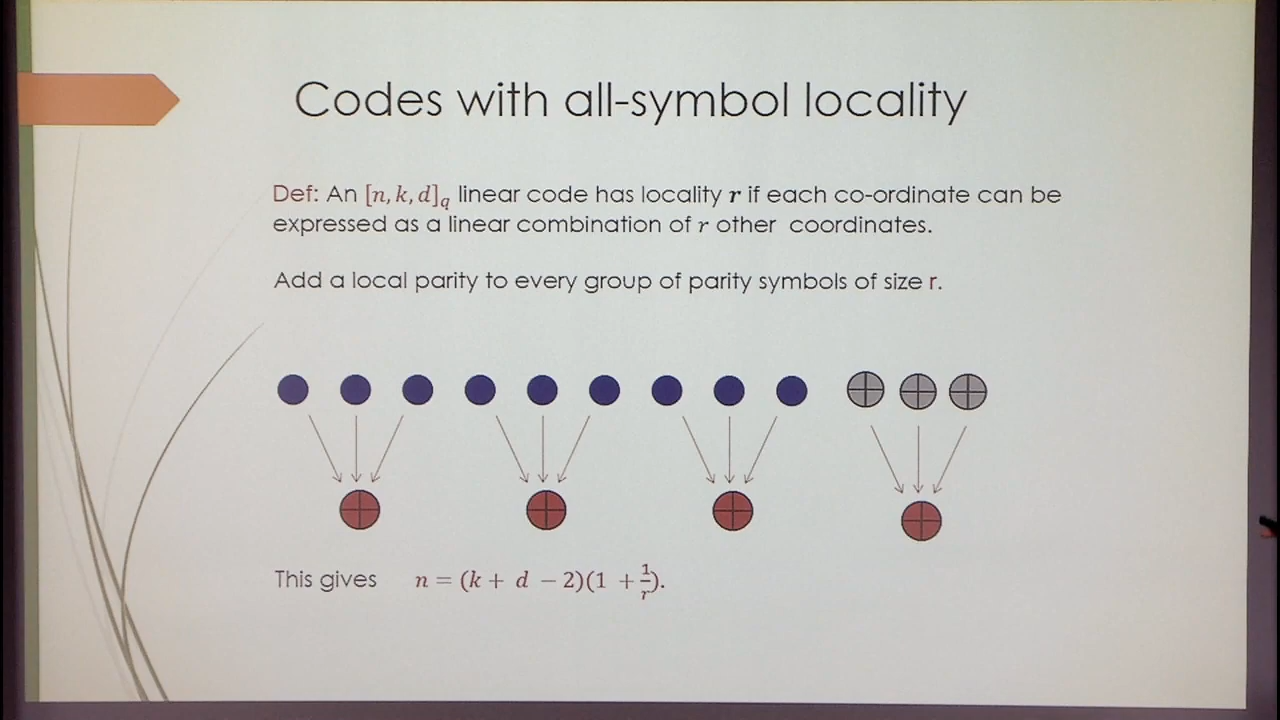 Codes with all-symbol locality
Def: An [n, k, d]_q linear code has locality r if each co-ordinate can be
expressed as a linear combination of r other coordinates.
Add a local parity to every group of parity symbols of size r.
This gives n = (k + d − 2)(1 + 1/r).